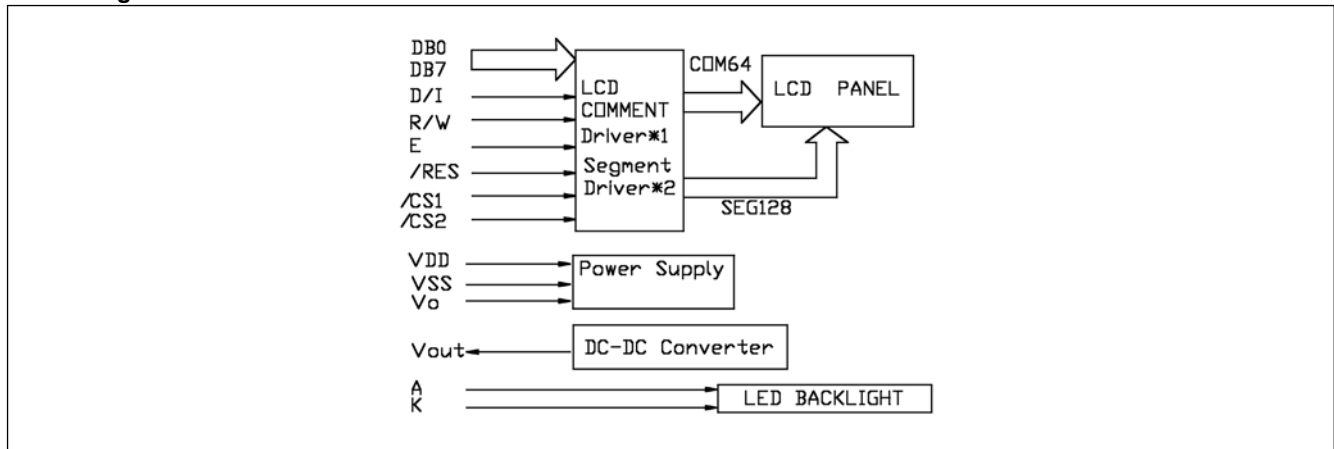 DB0
DB7
D/I
R/W
E
/RES
/CS1
/CS2
LCD
COMMENT
Driver*1
Segment
Driver*2
COM64
LCD PANEL
SEG128
VDD
VSS
Vo
Power Supply
Vout
DC-DC Converter
A
K
LED BACKLIGHT